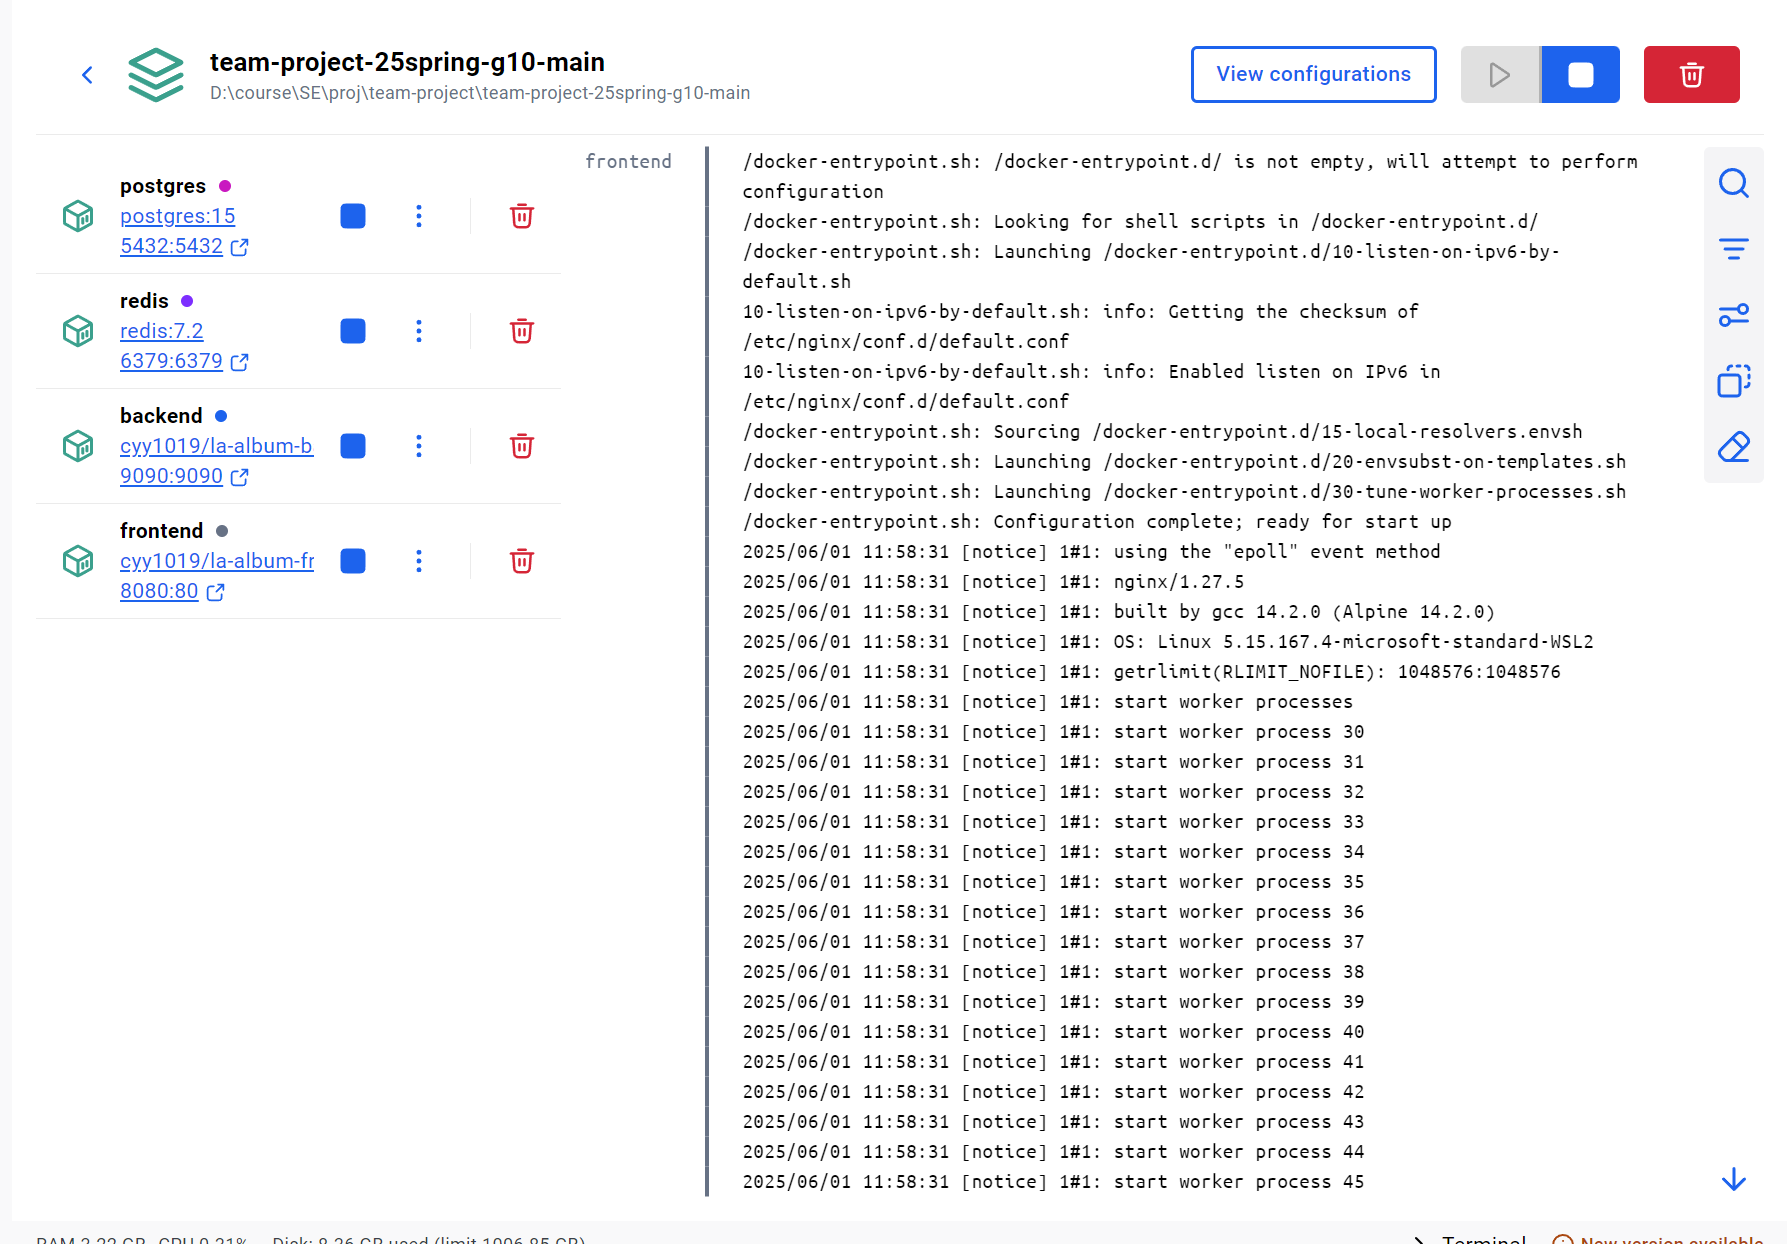 team-project-25spring-g10-main
D:\course\SE\proj\team-project\team-project-25spring-g10-main
View configurations
postgres
postgres:15
5432:5432
redis
redis:7.2
6379:6379
backend
cyy1019/la-album-b
9090:9090
frontend
cyy1019/la-album-fr
8080:80
frontend
/docker-entrypoint.sh: /docker-entrypoint.d/ is not empty, will attempt to perform
configuration
/docker-entrypoint.sh: Looking for shell scripts in /docker-entrypoint.d/
/docker-entrypoint.sh: Launching /docker-entrypoint.d/10-listen-on-ipv6-by-
default.sh
10-listen-on-ipv6-by-default.sh: info: Getting the checksum of
/etc/nginx/conf.d/default.conf
10-listen-on-ipv6-by-default.sh: info: Enabled listen on IPv6 in
/etc/nginx/conf.d/default.conf
/docker-entrypoint.sh: Sourcing /docker-entrypoint.d/15-local-resolvers.envsh
/docker-entrypoint.sh: Launching /docker-entrypoint.d/20-envsubst-on-templates.sh
/docker-entrypoint.sh: Launching /docker-entrypoint.d/30-tune-worker-processes.sh
/docker-entrypoint.sh: Configuration complete; ready for start up
2025/06/01 11:58:31 [notice] 1#1: using the "epoll" event method
2025/06/01 11:58:31 [notice] 1#1: nginx/1.27.5
2025/06/01 11:58:31 [notice] 1#1: built by gcc 14.2.0 (Alpine 14.2.0)
2025/06/01 11:58:31 [notice] 1#1: OS: Linux 5.15.167.4-microsoft-standard-WSL2
2025/06/01 11:58:31 [notice] 1#1: getrlimit(RLIMIT_NOFILE): 1048576:1048576
2025/06/01 11:58:31 [notice] 1#1: start worker processes
2025/06/01 11:58:31 [notice] 1#1: start worker process 30
2025/06/01 11:58:31 [notice] 1#1: start worker process 31
2025/06/01 11:58:31 [notice] 1#1: start worker process 32
2025/06/01 11:58:31 [notice] 1#1: start worker process 33
2025/06/01 11:58:31 [notice] 1#1: start worker process 34
2025/06/01 11:58:31 [notice] 1#1: start worker process 35
2025/06/01 11:58:31 [notice] 1#1: start worker process 36
2025/06/01 11:58:31 [notice] 1#1: start worker process 37
2025/06/01 11:58:31 [notice] 1#1: start worker process 38
2025/06/01 11:58:31 [notice] 1#1: start worker process 39
2025/06/01 11:58:31 [notice] 1#1: start worker process 40
2025/06/01 11:58:31 [notice] 1#1: start worker process 41
2025/06/01 11:58:31 [notice] 1#1: start worker process 42
2025/06/01 11:58:31 [notice] 1#1: start worker process 43
2025/06/01 11:58:31 [notice] 1#1: start worker process 44
2025/06/01 11:58:31 [notice] 1#1: start worker process 45
Terminal
New version available